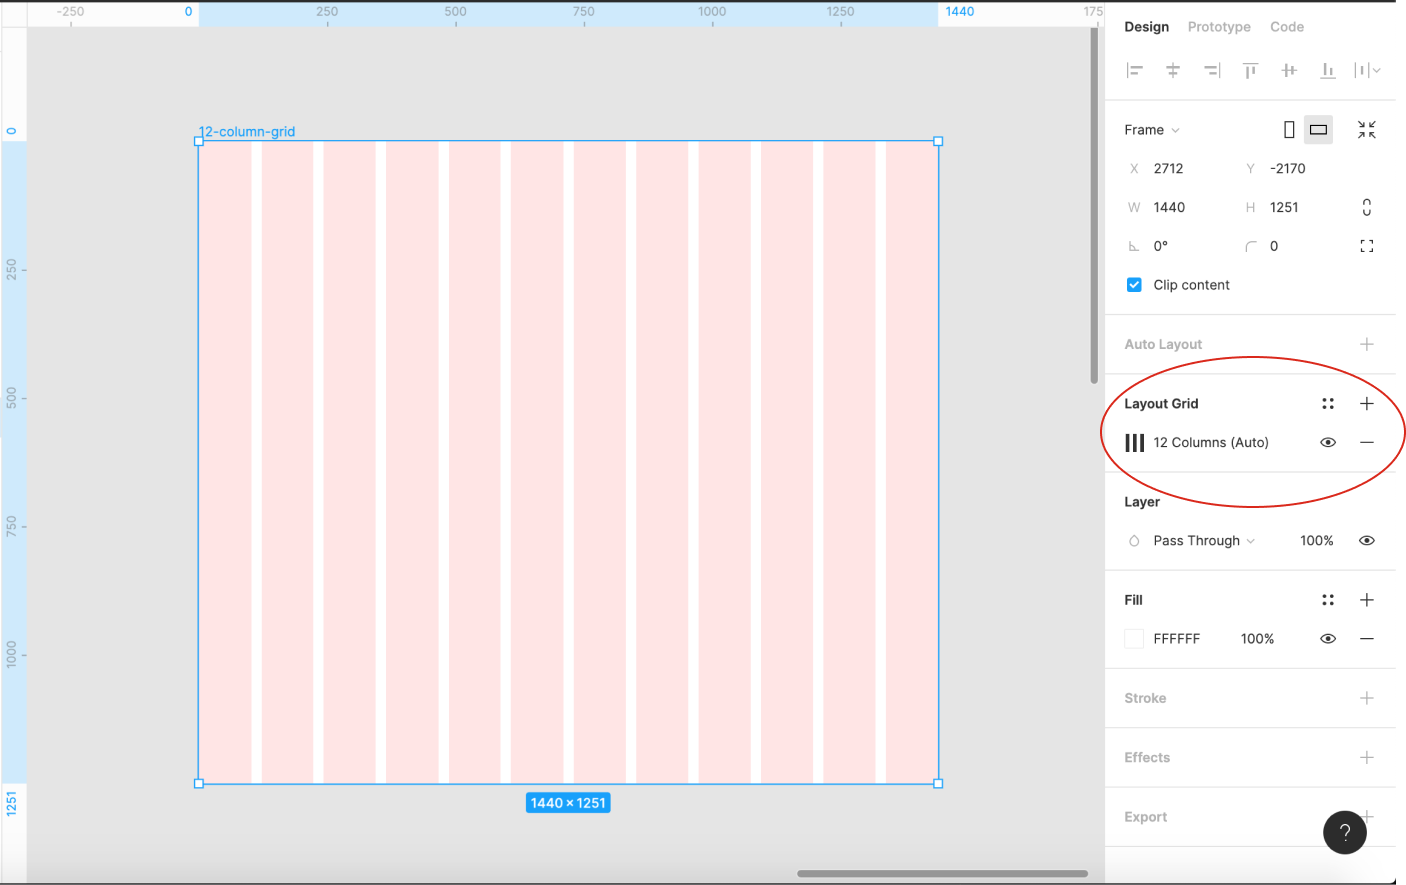 -250 0 250 500 750 1000 1250 1440 175
Design Prototype Code
12-column-grid
0
250
500
750
1000
1251
1440 × 1251
Frame
X 2712 Y -2170
W 1440 H 1251
0° 0
Clip content
Auto Layout
Layout Grid
12 Columns (Auto)
Layer
Pass Through 100%
Fill
FFFFFF 100%
Stroke
Effects
Export
?